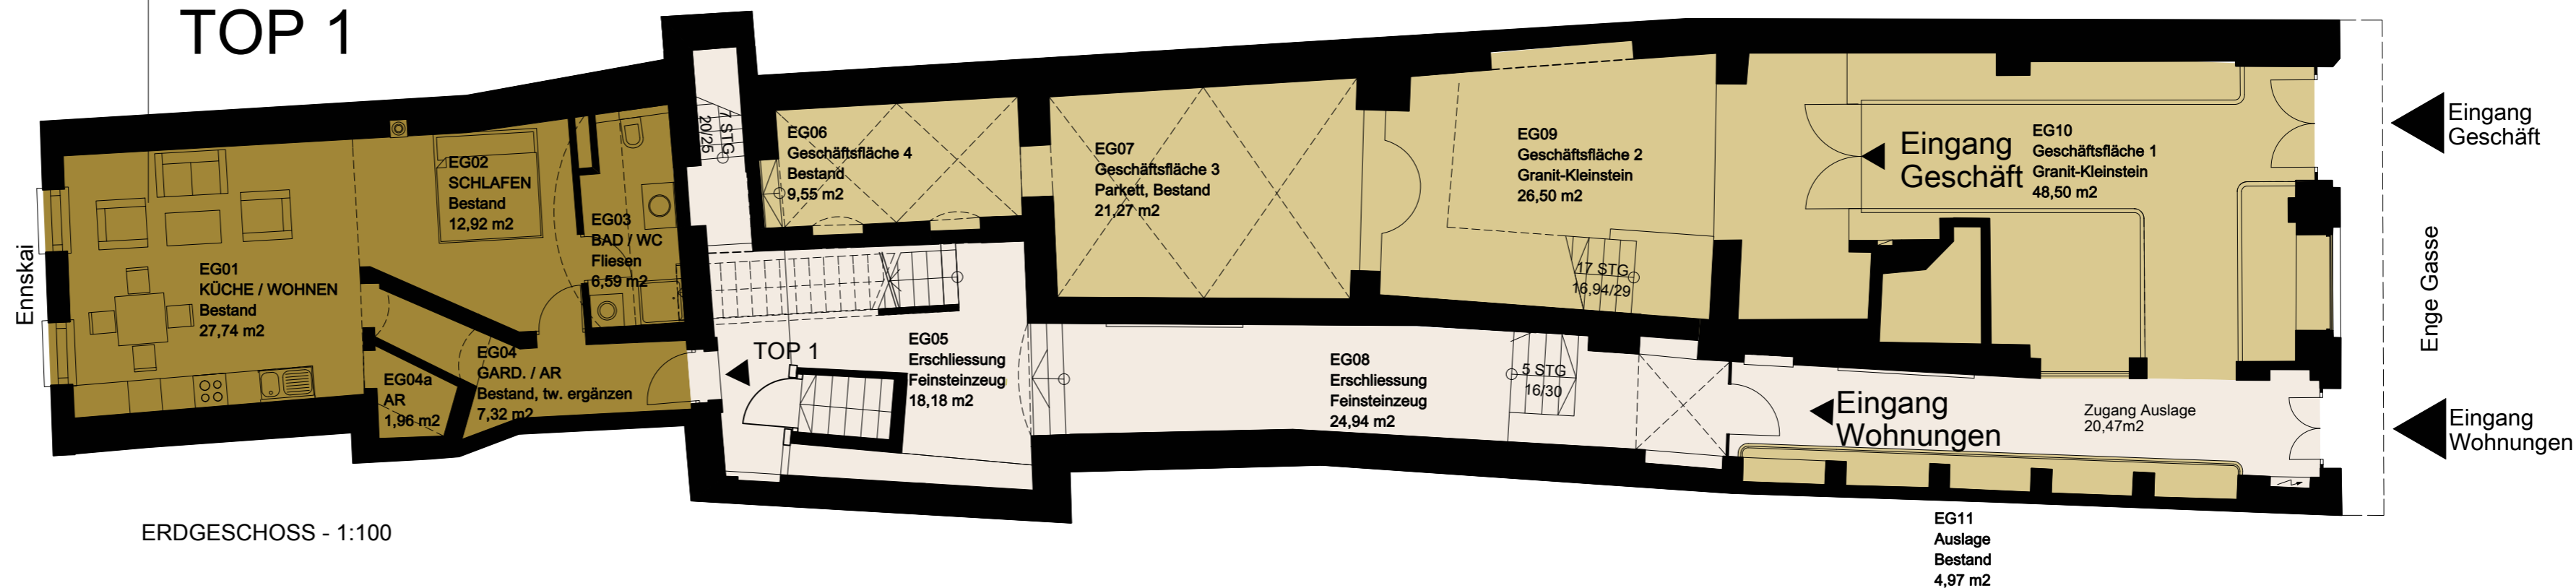 TOP 1
Ennskai
EG01
KÜCHE / WOHNEN
Bestand
27,74 m2
EG02
SCHLAFEN
Bestand
12,92 m2
EG03
BAD / WC
Fliesen
6,59 m2
EG04a
AR
1,96 m2
EG04
GARD. / AR
Bestand, tw. ergänzen
7,32 m2
7 STG
20/25
TOP 1
EG05
Erschliessung
Feinsteinzeug
18,18 m2
EG06
Geschäftsfläche 4
Bestand
9,55 m2
EG07
Geschäftsfläche 3
Parkett, Bestand
21,27 m2
EG08
Erschliessung
Feinsteinzeug
24,94 m2
5 STG
16/30
EG09
Geschäftsfläche 2
Granit-Kleinstein
26,50 m2
17 STG
16,94/29
Eingang
Geschäft
EG10
Geschäftsfläche 1
Granit-Kleinstein
48,50 m2
Eingang
Wohnungen
Zugang Auslage
20,47m2
EG11
Auslage
Bestand
4,97 m2
Eingang
Geschäft
Enge Gasse
Eingang
Wohnungen
ERDGESCHOSS - 1:100